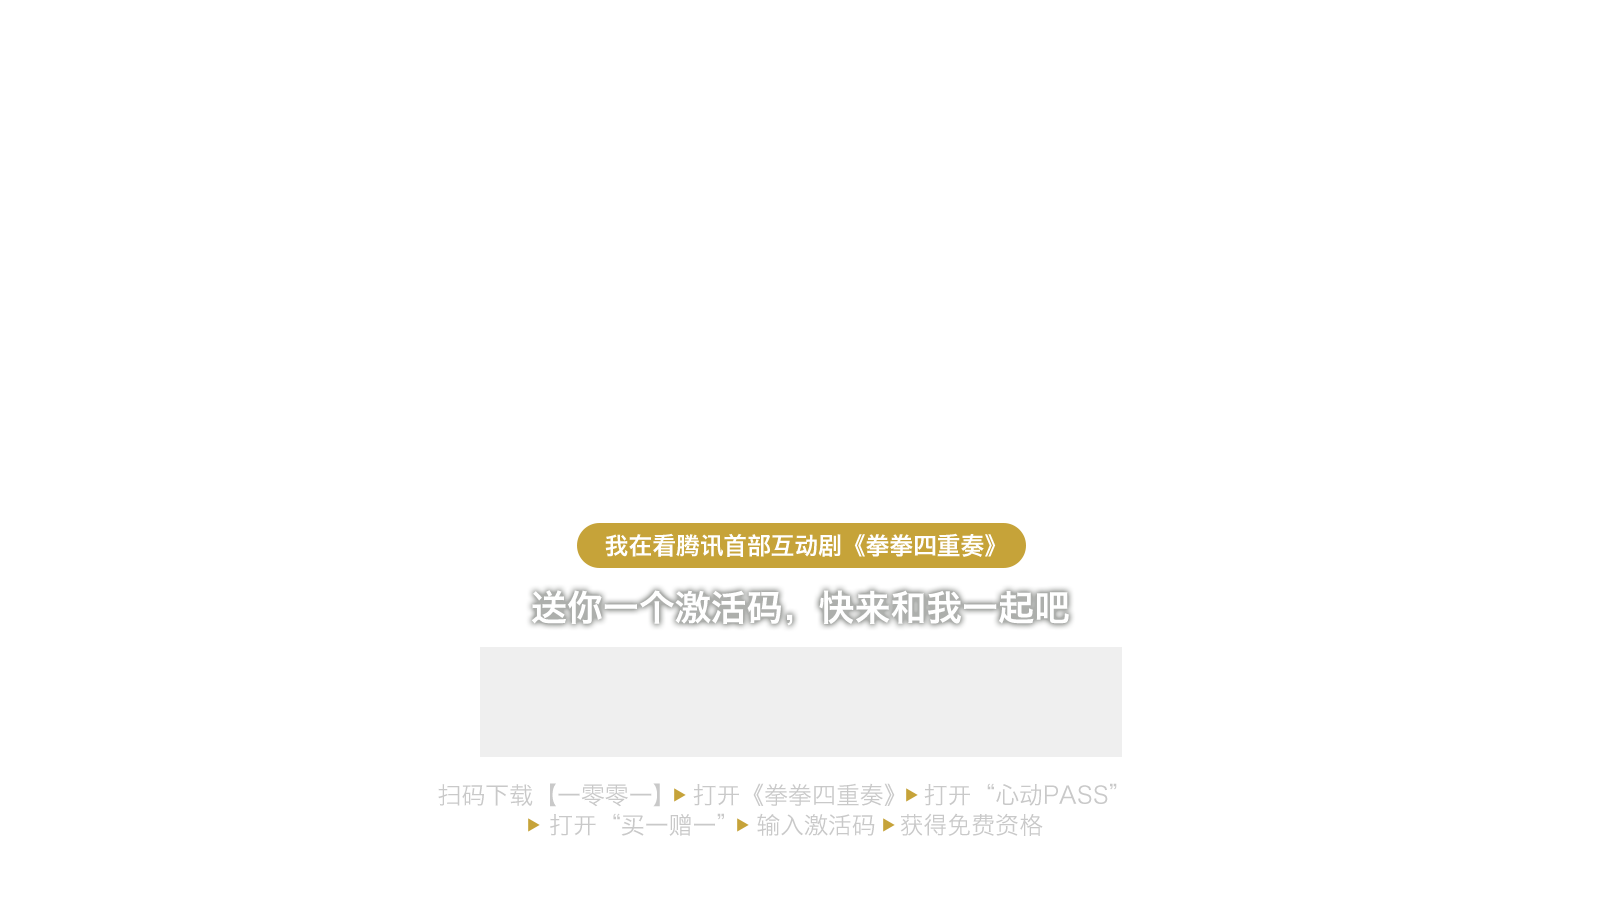 我在看腾讯首部互动剧《拳拳四重奏》
送你一个激活码，快来和我一起吧
扫码下载【一零零一】▶ 打开《拳拳四重奏》▶ 打开“心动PASS”
▶ 打开“买一赠一” ▶ 输入激活码 ▶ 获得免费资格